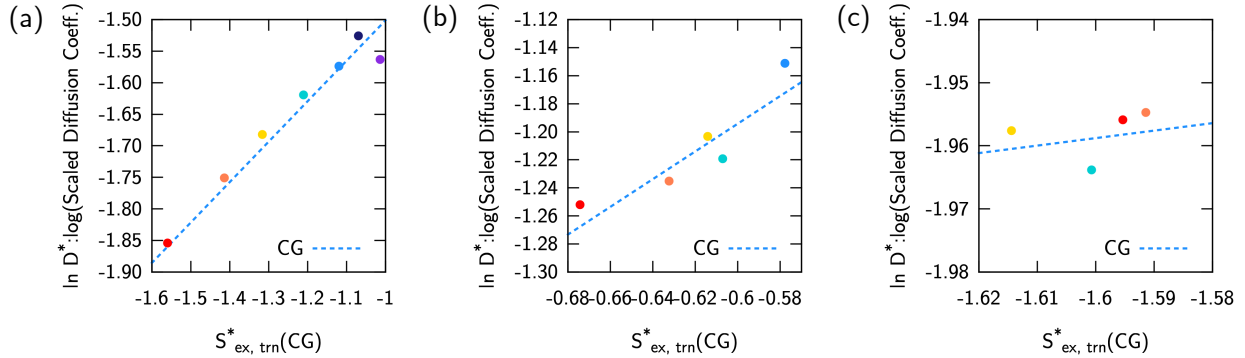 (a)
ln D*:log(Scaled Diffusion Coeff.)
-1.50
-1.55
-1.60
-1.65
-1.70
-1.75
-1.80
-1.85
-1.90
CG
-1.6 -1.5 -1.4 -1.3 -1.2 -1.1 -1
S*ex, trn(CG)
(b)
ln D*:log(Scaled Diffusion Coeff.)
-1.12
-1.14
-1.16
-1.18
-1.20
-1.22
-1.24
-1.26
-1.28
-1.30
CG
-0.68 -0.66 -0.64 -0.62 -0.6 -0.58
S*ex, trn(CG)
(c)
ln D*:log(Scaled Diffusion Coeff.)
-1.94
-1.95
-1.96
-1.97
-1.98
CG
-1.62 -1.61 -1.6 -1.59 -1.58
S*ex, trn(CG)